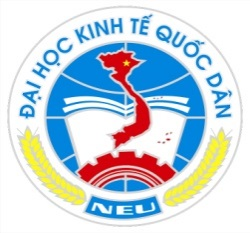 ĐẠI HỌC KINH TẾ QUỐC DÂN
NEU